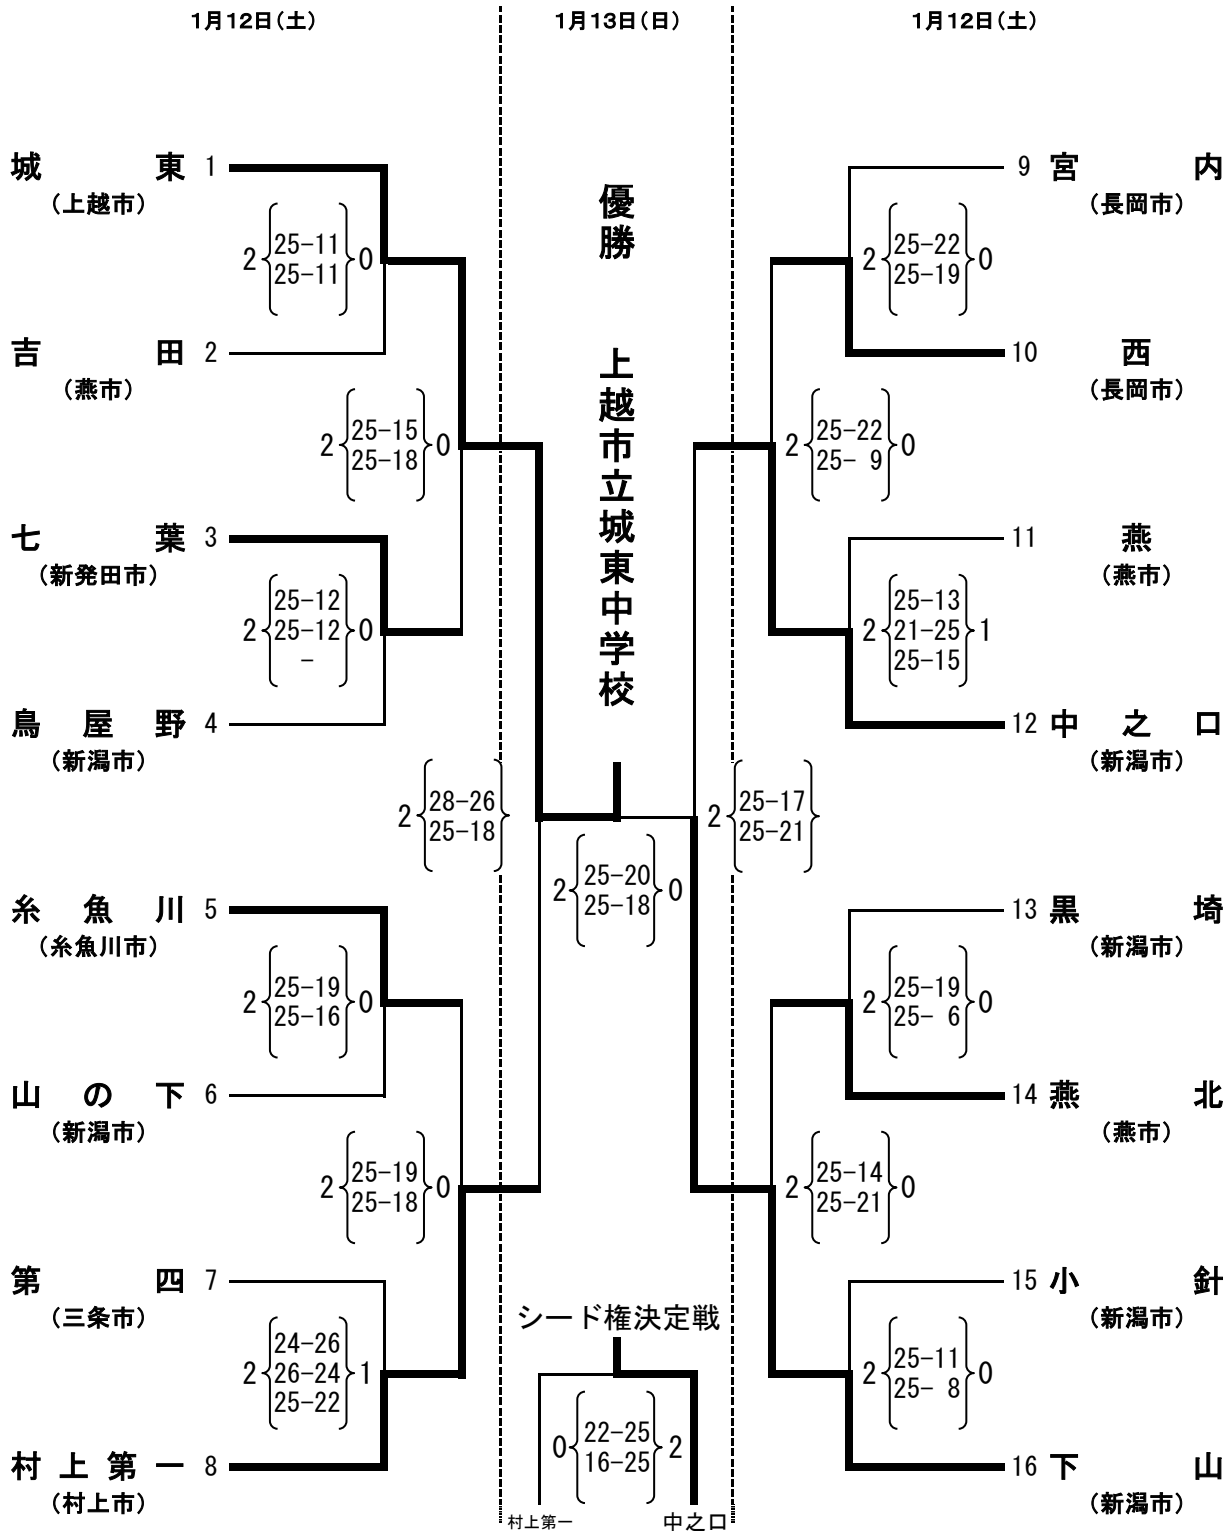 1月12日（土）
1月13日（日）
1月12日（土）
優勝　上越市立城東中学校
城東 1
（上越市）
2 25-11 0
25-11
吉田 2
（燕市）
2 25-15 0
25-18
七葉 3
（新発田市）
2 25-12 0
25-12
-
鳥屋野 4
（新潟市）
2 28-26
25-18
糸魚川 5
（糸魚川市）
2 25-19 0
25-16
山の下 6
（新潟市）
2 25-19 0
25-18
第四 7
（三条市）
2 24-26 1
26-24
25-22
村上第一 8
（村上市）
2 25-20 0
25-18
シード権決定戦
0 22-25 2
16-25
村上第一
中之口
9 宮内
（長岡市）
2 25-22 0
25-19
10 西
（長岡市）
2 25-22 0
25- 9
11 燕
（燕市）
2 25-13 1
21-25
25-15
12 中之口
（新潟市）
2 25-17
25-21
13 黒埼
（新潟市）
2 25-19 0
25- 6
14 燕北
（燕市）
2 25-14 0
25-21
15 小針
（新潟市）
2 25-11 0
25- 8
16 下山
（新潟市）